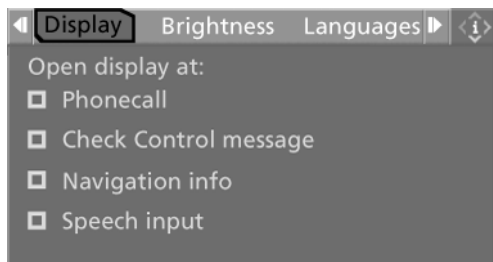 Display Brightness Languages
Open display at:
Phonecall
Check Control message
Navigation info
Speech input